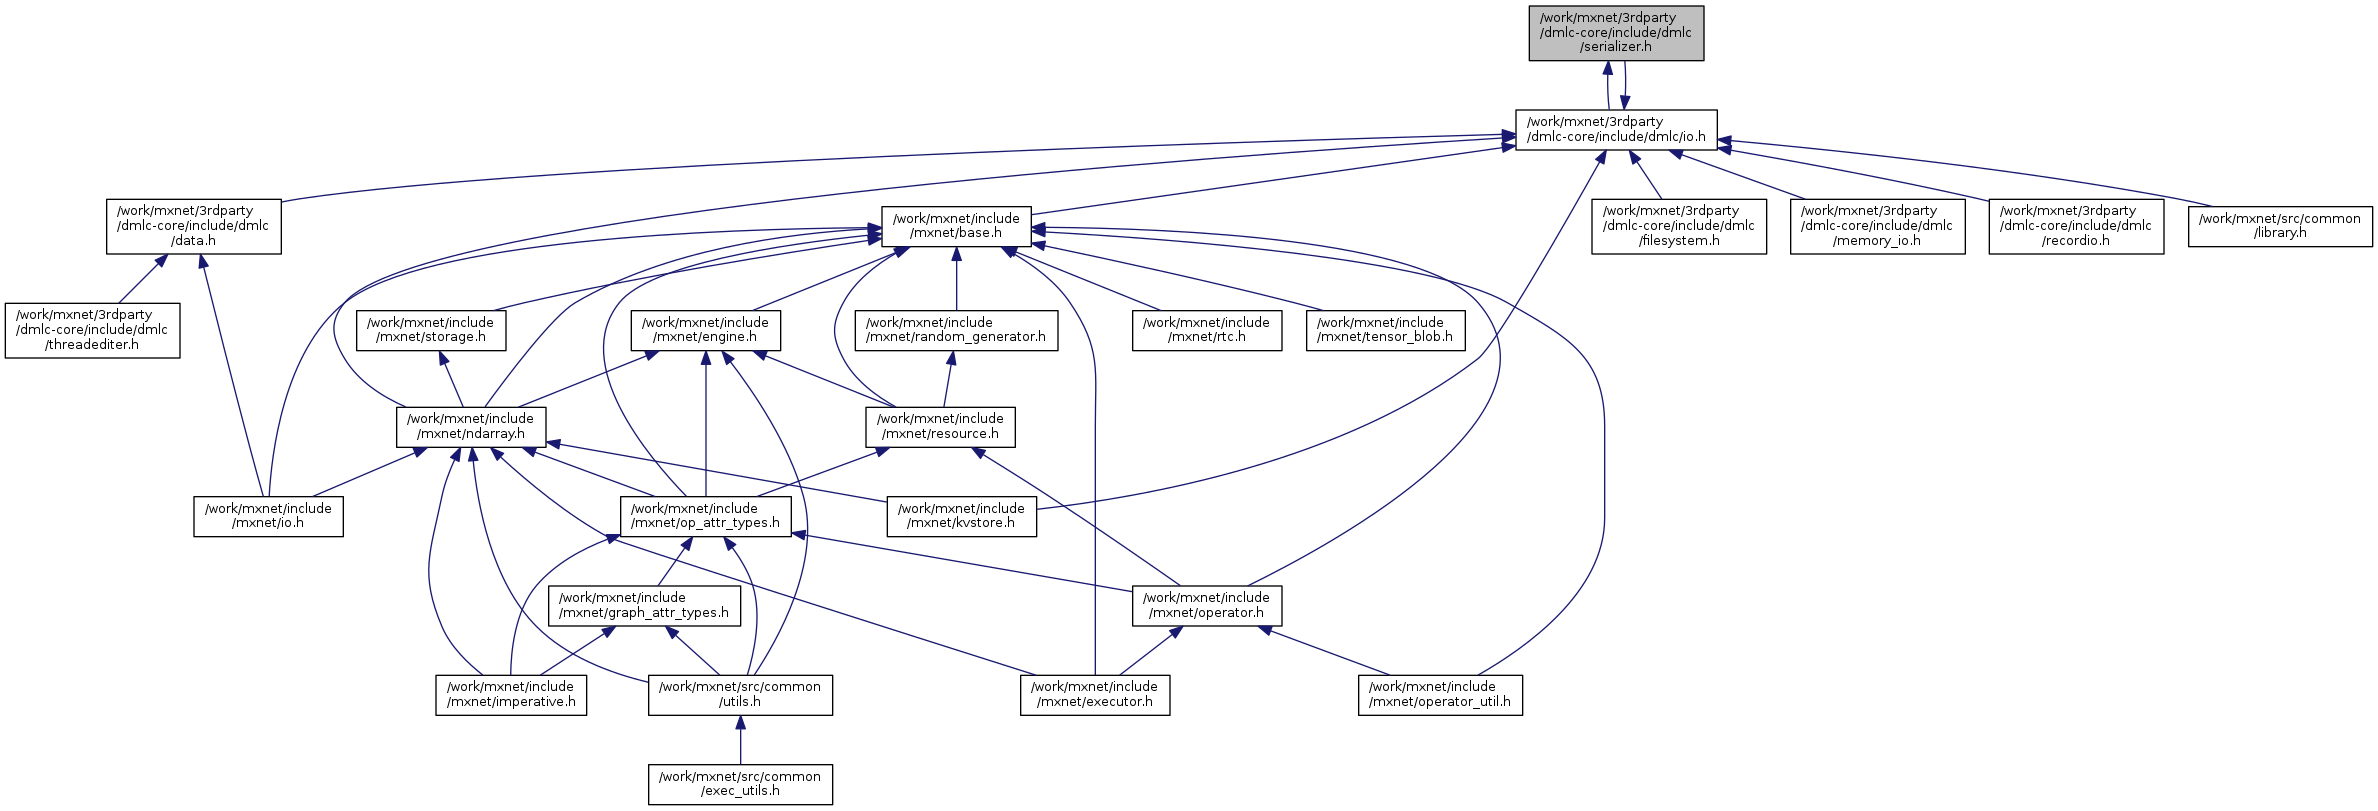 /work/mxnet/3rdparty
/dmlc-core/include/dmlc
/serializer.h
/work/mxnet/3rdparty
/dmlc-core/include/dmlc/io.h
/work/mxnet/3rdparty
/dmlc-core/include/dmlc
/data.h
/work/mxnet/include
/mxnet/base.h
/work/mxnet/3rdparty
/dmlc-core/include/dmlc
/filesystem.h
/work/mxnet/3rdparty
/dmlc-core/include/dmlc
/memory_io.h
/work/mxnet/3rdparty
/dmlc-core/include/dmlc
/recordio.h
/work/mxnet/src/common
/library.h
/work/mxnet/3rdparty
/dmlc-core/include/dmlc
/threadediter.h
/work/mxnet/include
/mxnet/storage.h
/work/mxnet/include
/mxnet/engine.h
/work/mxnet/include
/mxnet/random_generator.h
/work/mxnet/include
/mxnet/rtc.h
/work/mxnet/include
/mxnet/tensor_blob.h
/work/mxnet/include
/mxnet/ndarray.h
/work/mxnet/include
/mxnet/resource.h
/work/mxnet/include
/mxnet/io.h
/work/mxnet/include
/mxnet/op_attr_types.h
/work/mxnet/include
/mxnet/kvstore.h
/work/mxnet/include
/mxnet/graph_attr_types.h
/work/mxnet/include
/mxnet/operator.h
/work/mxnet/include
/mxnet/imperative.h
/work/mxnet/src/common
/utils.h
/work/mxnet/include
/mxnet/executor.h
/work/mxnet/include
/mxnet/operator_util.h
/work/mxnet/src/common
/exec_utils.h